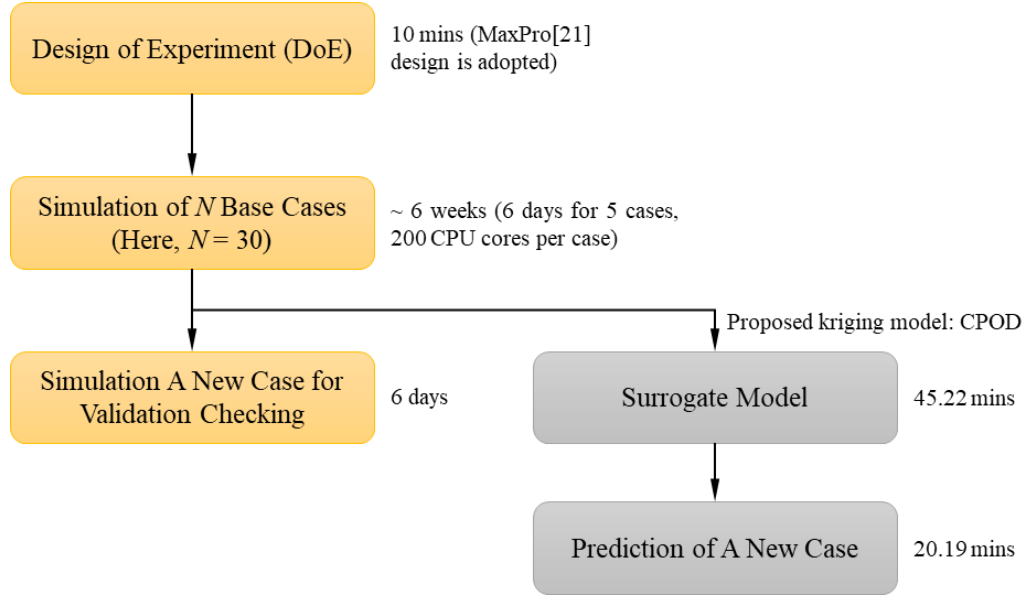 Design of Experiment (DoE)
10 mins (MaxPro[21]
design is adopted)
Simulation of N Base Cases
(Here, N = 30)
~ 6 weeks (6 days for 5 cases,
200 CPU cores per case)
Proposed kriging model: CPOD
Simulation A New Case for
Validation Checking
6 days
Surrogate Model
45.22 mins
Prediction of A New Case
20.19 mins